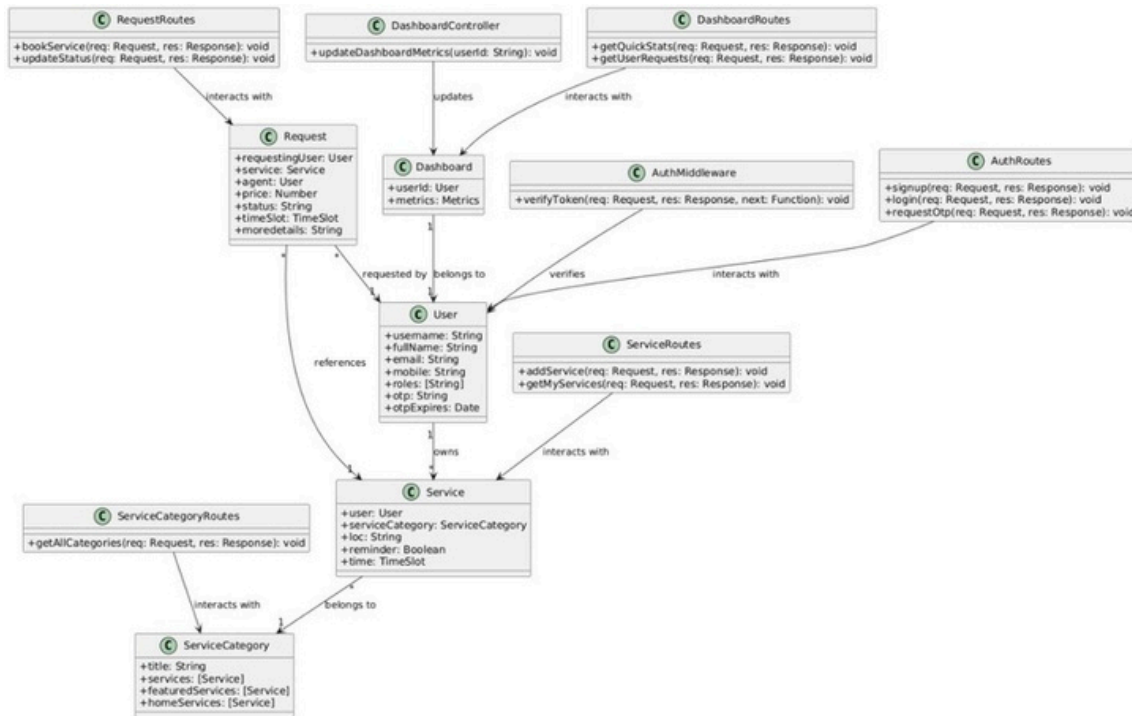 C RequestRoutes
+bookService(req: Request, res: Response): void
+updateStatus(req: Request, res: Response): void
C DashboardController
+updateDashboardMetrics(userId: String): void
C DashboardRoutes
+getQuickStats(req: Request, res: Response): void
+getUserRequests(req: Request, res: Response): void
interacts with
updates
interacts with
C Request
+requestingUser: User
+service: Service
+agent: User
+price: Number
+status: String
+timeSlot: TimeSlot
+moredetails: String
C Dashboard
+userId: User
+metrics: Metrics
C AuthMiddleware
+verifyToken(req: Request, res: Response, next: Function): void
C AuthRoutes
+signup(req: Request, res: Response): void
+login(req: Request, res: Response): void
+requestOtp(req: Request, res: Response): void
* * 1
requested by
belongs to
verifies
interacts with
1 1
C User
+username: String
+fullName: String
+email: String
+mobile: String
+roles: [String]
+otp: String
+otpExpires: Date
references
C ServiceRoutes
+addService(req: Request, res: Response): void
+getMyServices(req: Request, res: Response): void
1
owns
interacts with
1 *
C Service
+user: User
+serviceCategory: ServiceCategory
+loc: String
+reminder: Boolean
+time: TimeSlot
C ServiceCategoryRoutes
+getAllCategories(req: Request, res: Response): void
*
interacts with
belongs to
1
C ServiceCategory
+title: String
+services: [Service]
+featuredServices: [Service]
+homeServices: [Service]